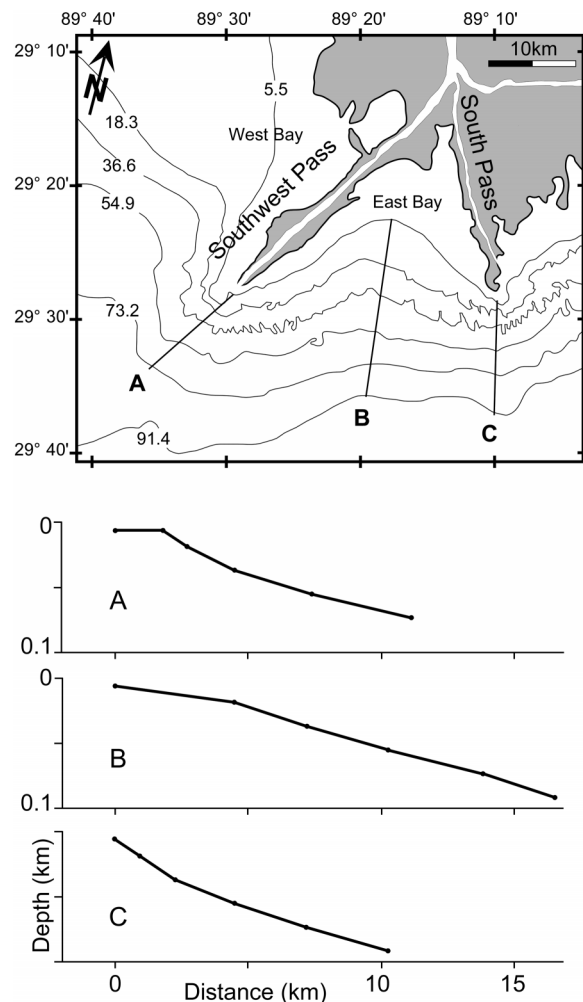 89° 40' 89° 30' 89° 20' 89° 10'
29° 10'
N
10km
5.5
18.3
West Bay
South Pass
36.6
Southwest Pass
29° 20'
54.9
East Bay
73.2
29° 30'
A
B
C
91.4
29° 40'
0
A
0.1
0
B
0.1
C
Depth (km)
0 5 10 15
Distance (km)